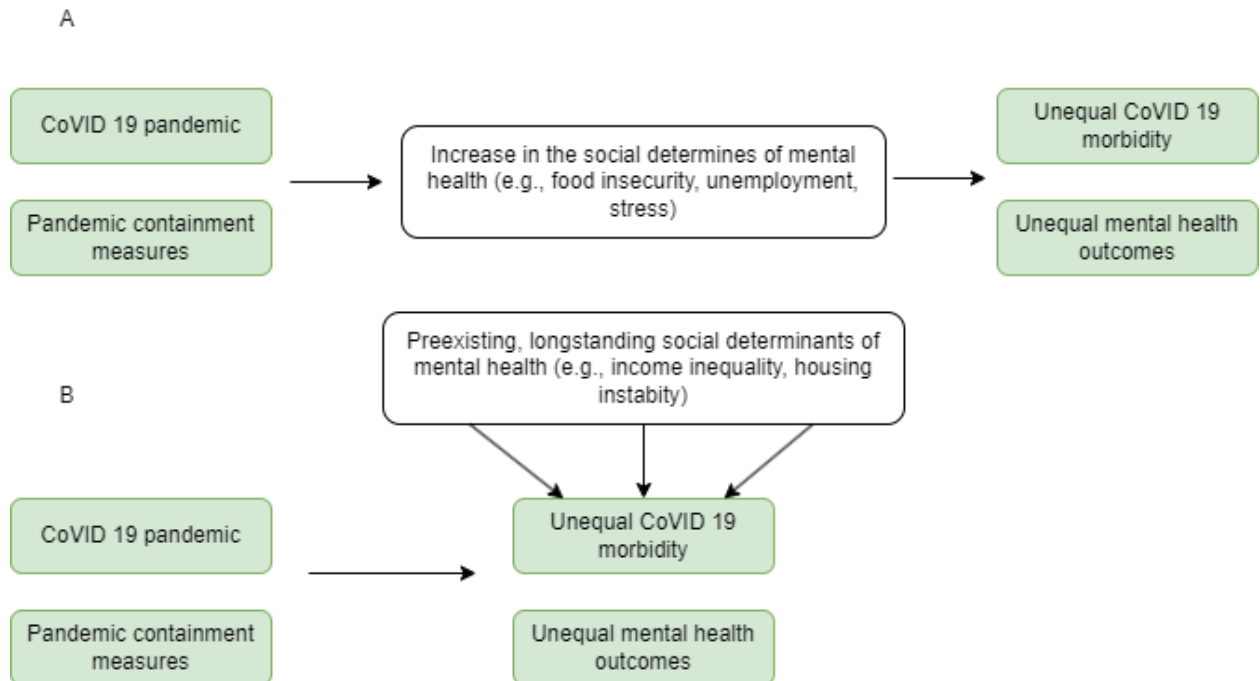 A
CoVID 19 pandemic
Pandemic containment
measures
Increase in the social determines of mental
health (e.g., food insecurity, unemployment,
stress)
Unequal CoVID 19
morbidity
Unequal mental health
outcomes
Preexisting, longstanding social determinants of
mental health (e.g., income inequality, housing
instabity)
B
CoVID 19 pandemic
Pandemic containment
measures
Unequal CoVID 19
morbidity
Unequal mental health
outcomes